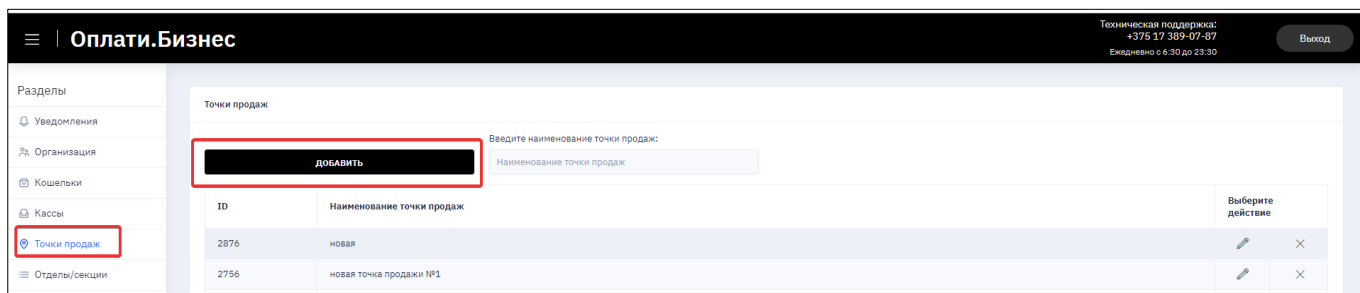 Оплати.Бизнес
Техническая поддержка:
+375 17 389-07-87
Ежедневно с 6:30 до 23:30
Выход
Разделы
Уведомления
Организация
Кошельки
Кассы
Точки продаж
Отделы/секции
Точки продаж
Введите наименование точки продаж:
ДОБАВИТЬ
Наименование точки продаж
ID Наименование точки продаж Выберите действие
2876 новая
2756 новая точка продажи №1